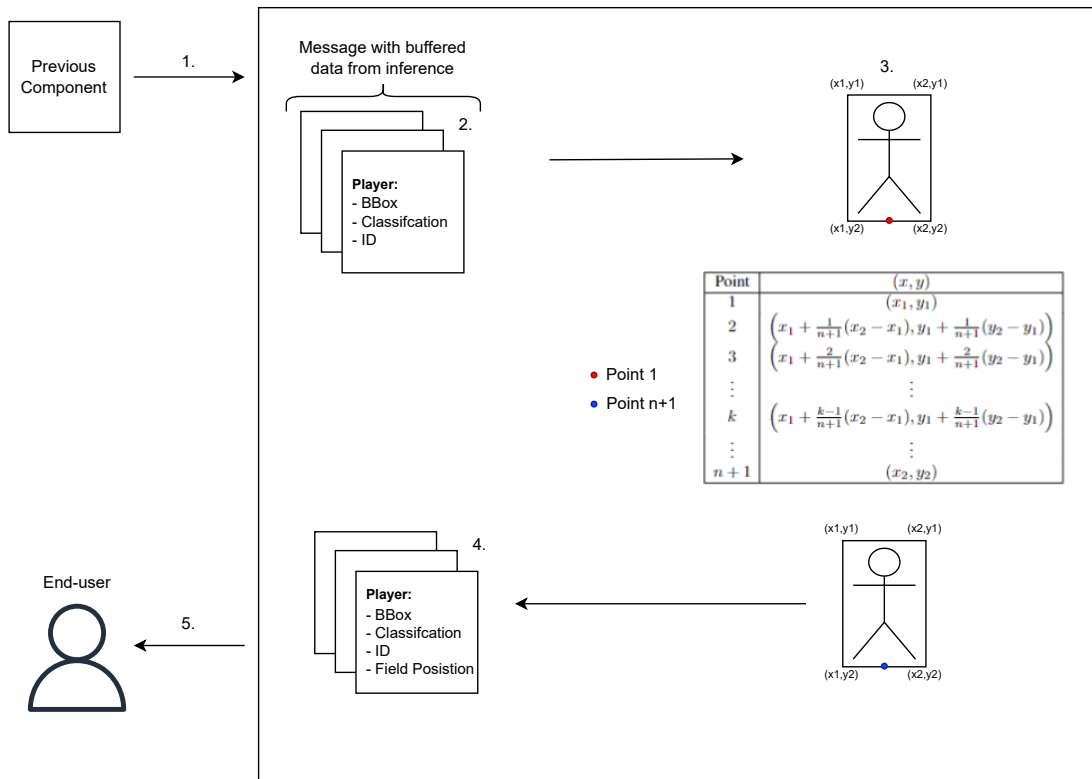 Previous
Component
1.
Message with buffered
data from inference
2.
Player:
- BBox
- Classifcation
- ID
3.
(x1,y1) (x2,y1)
(x1,y2) (x2,y2)
Point (x, y)
1 (x₁, y₁)
2 (x₁ + 1/(n+1)(x₂ − x₁), y₁ + 1/(n+1)(y₂ − y₁))
3 (x₁ + 2/(n+1)(x₂ − x₁), y₁ + 2/(n+1)(y₂ − y₁))
⋮ ⋮
k (x₁ + (k−1)/(n+1)(x₂ − x₁), y₁ + (k−1)/(n+1)(y₂ − y₁))
⋮ ⋮
n + 1 (x₂, y₂)
Point 1
Point n+1
(x1,y1) (x2,y1)
(x1,y2) (x2,y2)
4.
Player:
- BBox
- Classifcation
- ID
- Field Posistion
End-user
5.